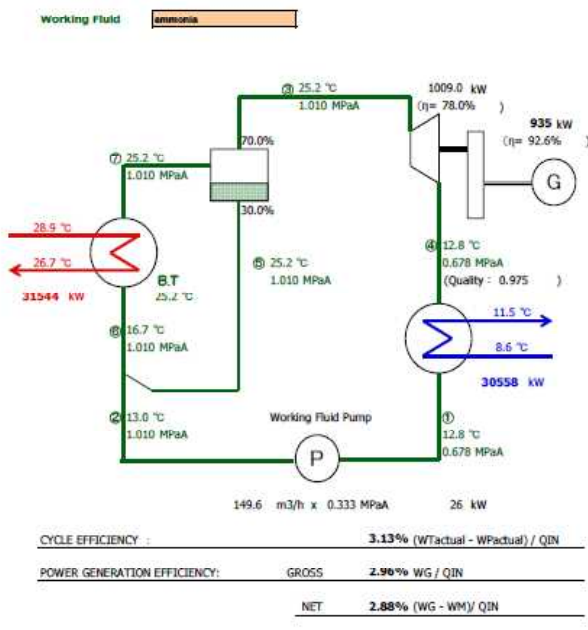 Working Fluid ammonia
③ 25.2 ℃
1.010 MPaA
1009.0 kW
(η= 78.0% )
935 kW
(η= 92.6% )
G
70.0%
30.0%
⑦ 25.2 ℃
1.010 MPaA
28.9 ℃
26.7 ℃
31544 kW
B.T
25.2 ℃
⑤ 25.2 ℃
1.010 MPaA
④ 12.8 ℃
0.678 MPaA
(Quality : 0.975 )
11.5 ℃
8.6 ℃
30558 kW
⑥ 16.7 ℃
1.010 MPaA
② 13.0 ℃
1.010 MPaA
Working Fluid Pump
P
①
12.8 ℃
0.678 MPaA
149.6 m3/h x 0.333 MPaA 26 kW
CYCLE EFFICIENCY : 3.13% (WTactual - WPactual) / QIN
POWER GENERATION EFFICIENCY: GROSS 2.96% WG / QIN
NET 2.88% (WG - WM)/ QIN